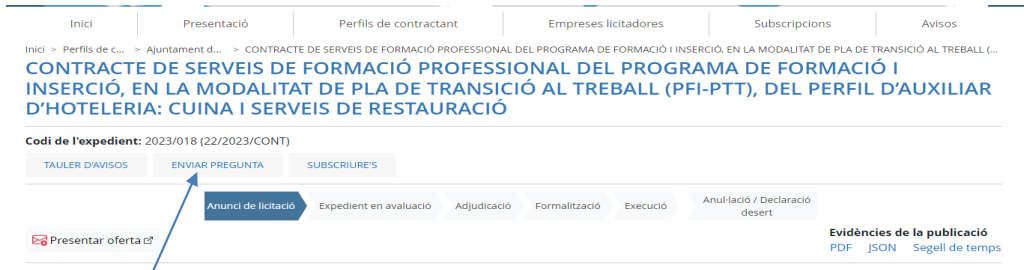 Inici Presentació Perfils de contractant Empreses licitadores Subscripcions Avisos
Inici > Perfils de c... > Ajuntament d... > CONTRACTE DE SERVEIS DE FORMACIÓ PROFESSIONAL DEL PROGRAMA DE FORMACIÓ I INSERCIÓ, EN LA MODALITAT DE PLA DE TRANSICIÓ AL TREBALL (...
CONTRACTE DE SERVEIS DE FORMACIÓ PROFESSIONAL DEL PROGRAMA DE FORMACIÓ I
INSERCIÓ, EN LA MODALITAT DE PLA DE TRANSICIÓ AL TREBALL (PFI-PTT), DEL PERFIL D'AUXILIAR
D'HOTELERIA: CUINA I SERVEIS DE RESTAURACIÓ
Codi de l'expedient: 2023/018 (22/2023/CONT)
TAULER D'AVISOS ENVIAR PREGUNTA SUBSCRIURE'S
Anunci de licitació Expedient en avaluació Adjudicació Formalització Execució Anul·lació / Declaració
desert
Presentar oferta
Evidències de la publicació
PDF JSON Segell de temps